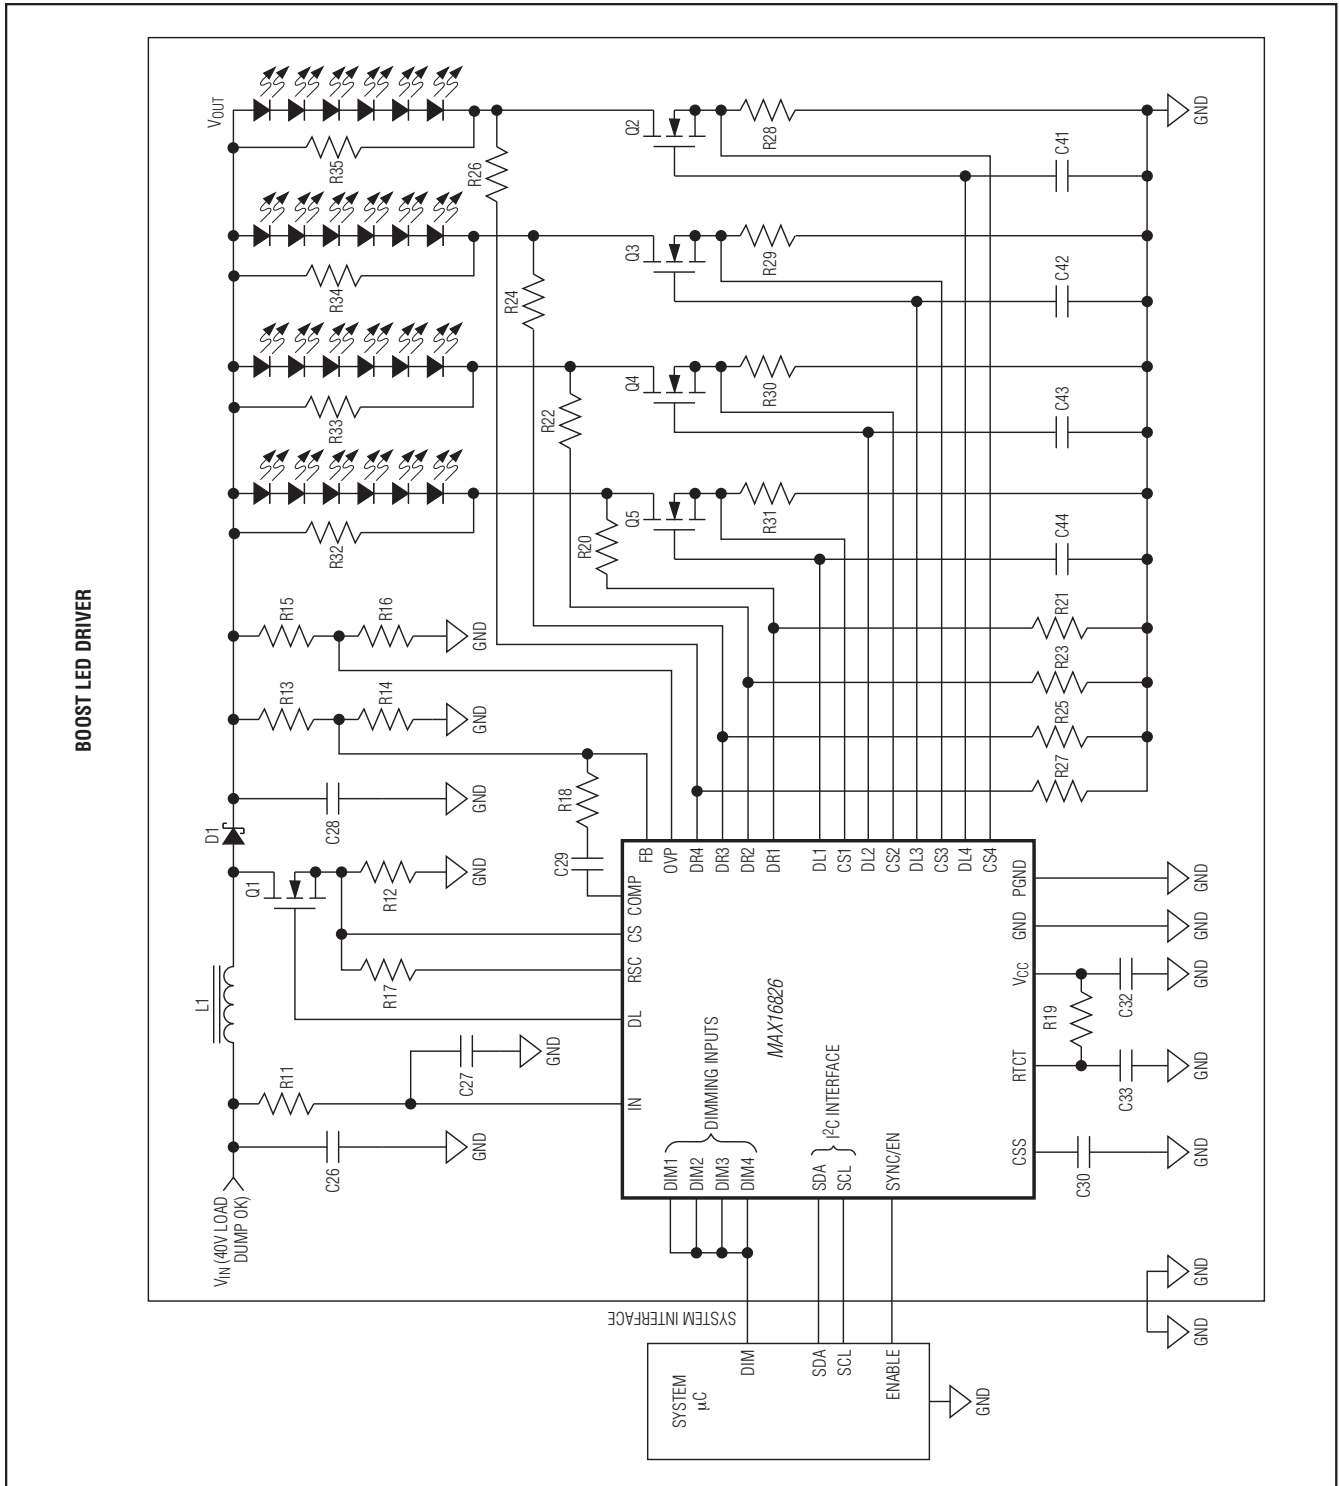 BOOST LED DRIVER
VIN (40V LOAD
DUMP OK)
L1
D1
VOUT
C26
GND
R11
C27
GND
Q1
R12
GND
R17
C28
GND
R13
R14
GND
R15
R16
GND
R32
R33
R34
R35
R18
C29
R20
R22
R24
R26
Q5
Q4
Q3
Q2
R31
R30
R29
R28
C44
C43
C42
C41
GND
R21
R23
R25
R27
IN
DL
RSC
CS
COMP
FB
OVP
DR4
DR3
DR2
DR1
DL1
CS1
DL2
CS2
DL3
CS3
DL4
CS4
MAX16826
DIM1
DIM2
DIM3
DIM4
DIMMING INPUTS
SDA
SCL
I2C INTERFACE
SYNC/EN
CSS
RTCT
VCC
GND
PGND
C30
GND
C33
GND
R19
C32
GND
GND
GND
SYSTEM INTERFACE
SYSTEM
μC
DIM
SDA
SCL
ENABLE
GND
GND
GND